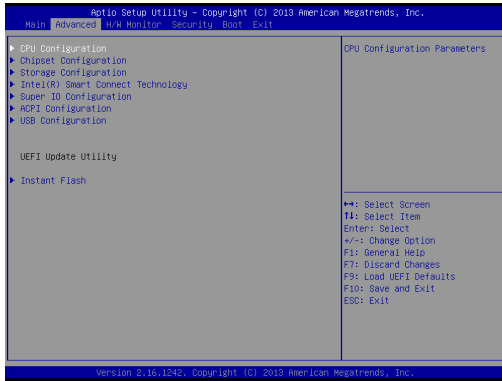 Aptio Setup Utility - Copyright (C) 2013 American Megatrends, Inc.
Main Advanced H/W Monitor Security Boot Exit
CPU Configuration
Chipset Configuration
Storage Configuration
Intel(R) Smart Connect Technology
Super IO Configuration
ACPI Configuration
USB Configuration
UEFI Update Utility
Instant Flash
CPU Configuration Parameters
↔: Select Screen
↑↓: Select Item
Enter: Select
+/-: Change Option
F1: General Help
F7: Discard Changes
F9: Load UEFI Defaults
F10: Save and Exit
ESC: Exit
Version 2.16.1242. Copyright (C) 2013 American Megatrends, Inc.